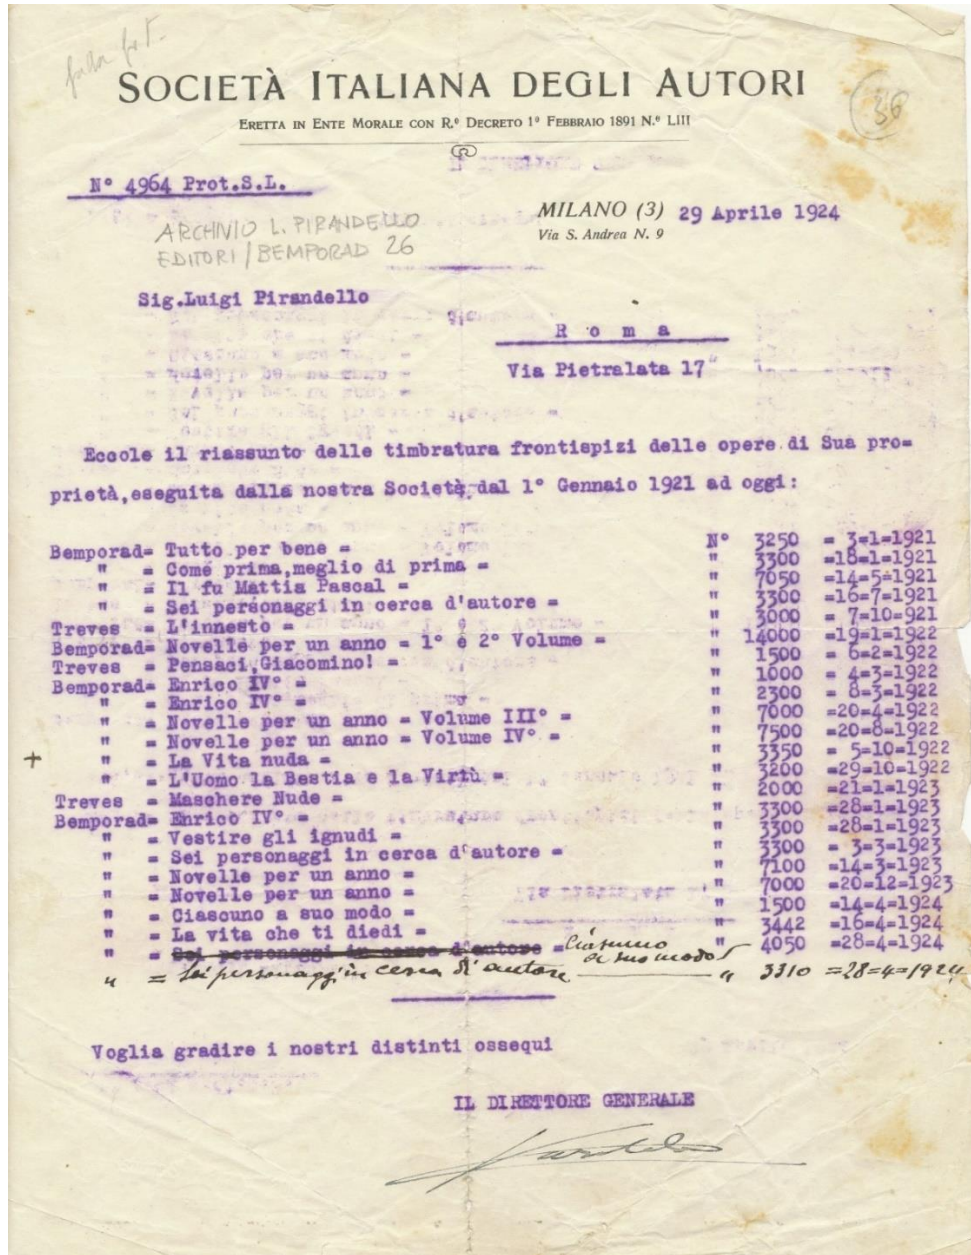 SOCIETÀ ITALIANA DEGLI AUTORI
36
ERETTA IN ENTE MORALE CON R.º DECRETO 1º FEBBRAIO 1891 N.º LIII
N° 4964 Prot.S.L.
MILANO (3) 29 Aprile 1924
Via S. Andrea N. 9
ARCHIVIO L. PIRANDELLO
EDITORI / BEMPORAD 26
Sig.Luigi Pirandello
Roma
Via Pietralata 17
Eccole il riassunto delle timbratura frontispizi delle opere di Sua pro=
prietà,eseguita dalla nostra Società dal 1° Gennaio 1921 ad oggi:
Bemporad= Tutto per bene = N° 3250 = 3=1=1921
" = Come prima,meglio di prima = " 3300 =18=1=1921
" = Il fu Mattia Pascal = " 7050 =14=5=1921
" = Sei personaggi in cerca d'autore = " 3300 =16=7=1921
Treves = L'innesto = " 3000 = 7=10=921
Bemporad= Novelle per un anno = 1° e 2° Volume = " 14000 =19=1=1922
Treves = Pensaci,Giacomino! = " 1500 = 6=2=1922
Bemporad= Enrico IV° = " 1000 = 4=3=1922
" = Enrico IV° = " 2300 = 8=3=1922
" = Novelle per un anno = Volume III° = " 7000 =20=4=1922
" = Novelle per un anno = Volume IV° = " 7500 =20=8=1922
+ " = La Vita nuda = " 3350 = 5=10=1922
" = L'Uomo la Bestia e la Virtù = " 3200 =29=10=1922
Treves = Maschere Nude = " 2000 =21=1=1923
Bemporad= Enrico IV° = " 3300 =28=1=1923
" = Vestire gli ignudi = " 3300 =28=1=1923
" = Sei personaggi in cerca d'autore = " 3300 = 3=3=1923
" = Novelle per un anno = " 7100 =14=3=1923
" = Novelle per un anno = " 7000 =20=12=1923
" = Ciascuno a suo modo = " 1500 =14=4=1924
" = La vita che ti diedi = " 3442 =16=4=1924
" = Sei personaggi in cerca d'autore = Ciascuno a suo modo " 4050 =28=4=1924
" = Sei personaggi in cerca di autore " 3310 =28=4=1924
Voglia gradire i nostri distinti ossequi
IL DIRETTORE GENERALE